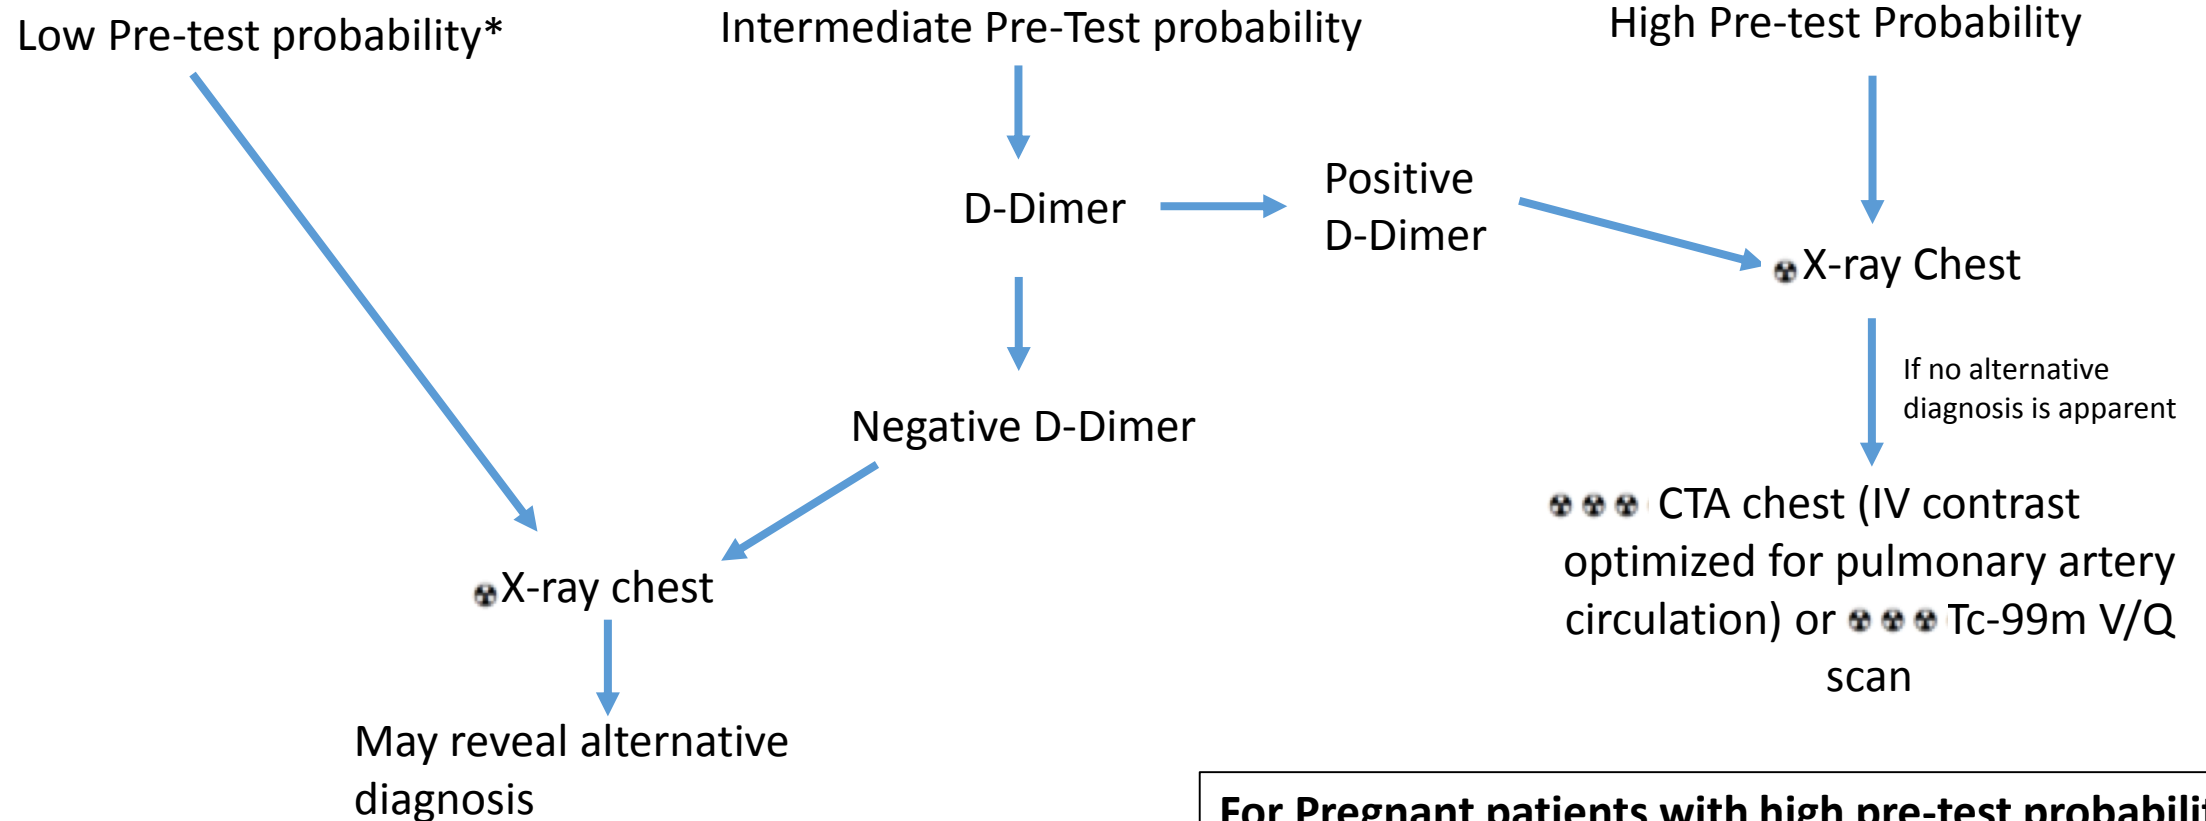 Low Pre-test probability*
Intermediate Pre-Test probability
High Pre-test Probability
D-Dimer
Positive
D-Dimer
X-ray Chest
If no alternative
diagnosis is apparent
Negative D-Dimer
CTA chest (IV contrast
optimized for pulmonary artery
circulation) or Tc-99m V/Q
scan
X-ray chest
May reveal alternative
diagnosis
For Pregnant patients with high pre-test